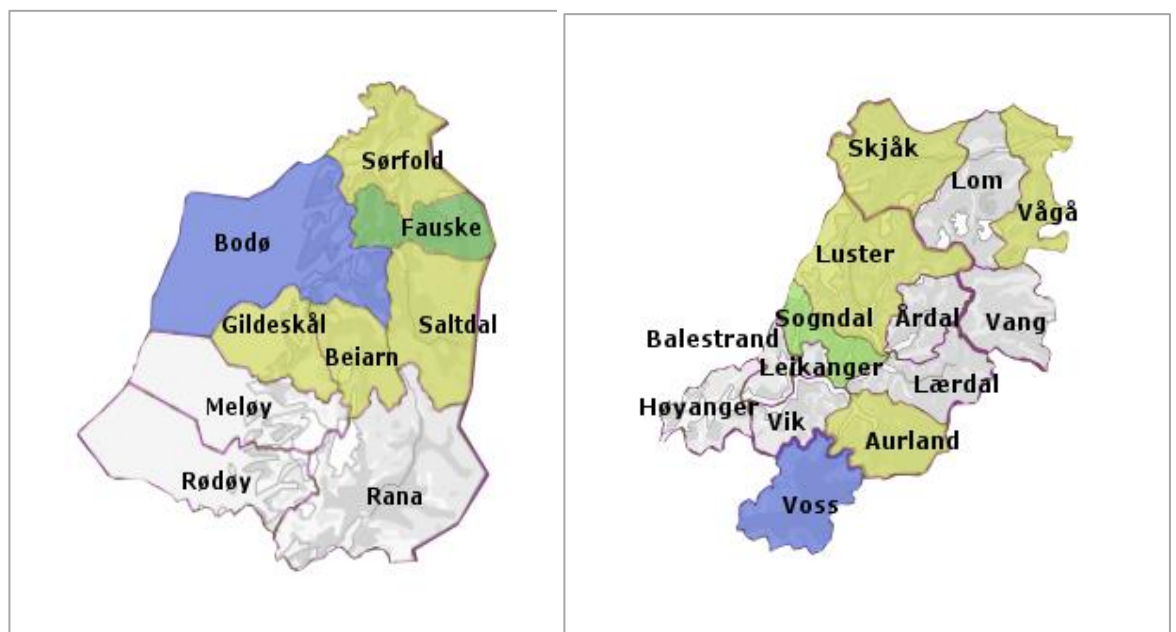 Sørfold
Fauske
Bodø
Gildeskål
Saltdal
Beiarn
Meløy
Rødøy
Rana
Skjåk
Lom
Vågå
Luster
Sogndal
Årdal
Vang
Balestrand
Leikanger
Lærdal
Høyanger
Vik
Aurland
Voss